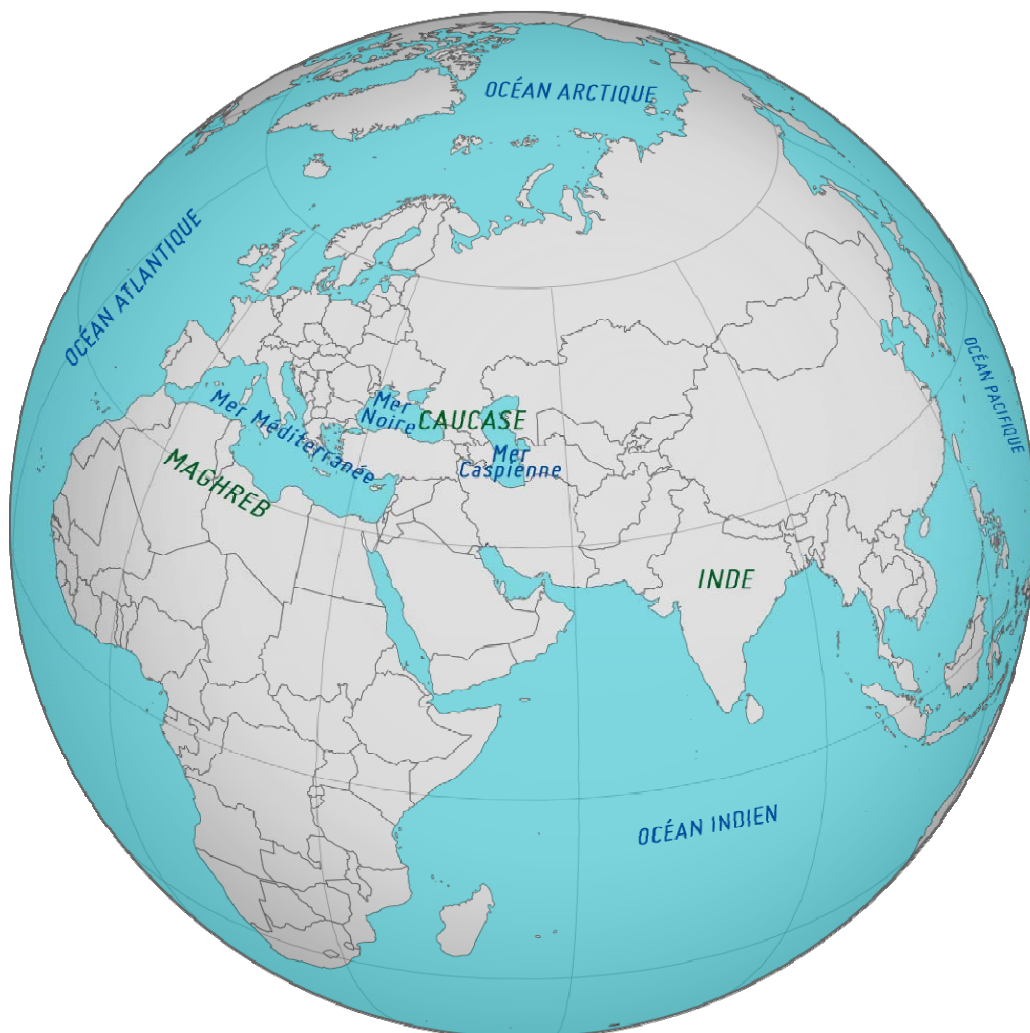 OCÉAN ARCTIQUE
OCÉAN ATLANTIQUE
OCÉAN PACIFIQUE
Mer
Noire
CAUCASE
Mer Méditerranée
Mer
Caspienne
MAGHREB
INDE
OCÉAN INDIEN